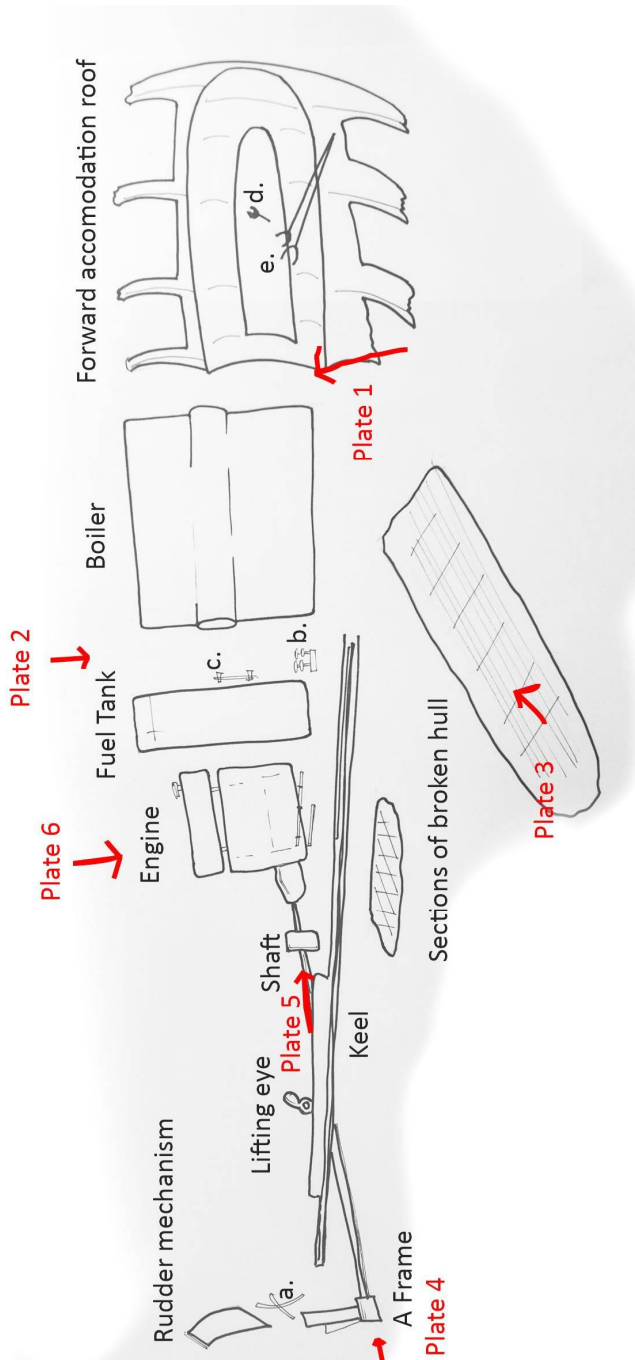 Plate 2
Plate 6
Forward accomodation roof
Boiler
Fuel Tank
Engine
Rudder mechanism
c.
d.
Lifting eye
e.
Shaft
a.
Plate 5
b.
Keel
Plate 1
A Frame
Plate 4
Sections of broken hull
Plate 3